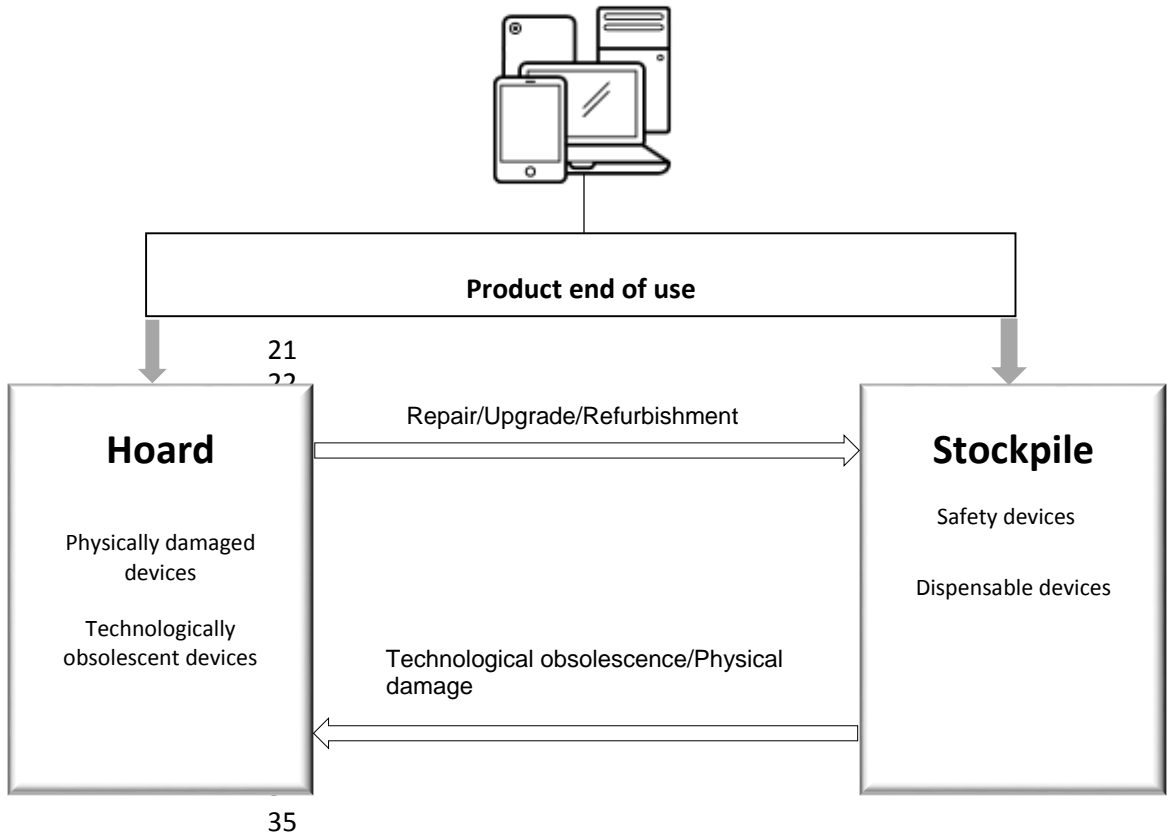 Product end of use
21
22
Repair/Upgrade/Refurbishment
Hoard
Physically damaged
devices
Technologically
obsolescent devices
Stockpile
Safety devices
Dispensable devices
Technological obsolescence/Physical
damage
35